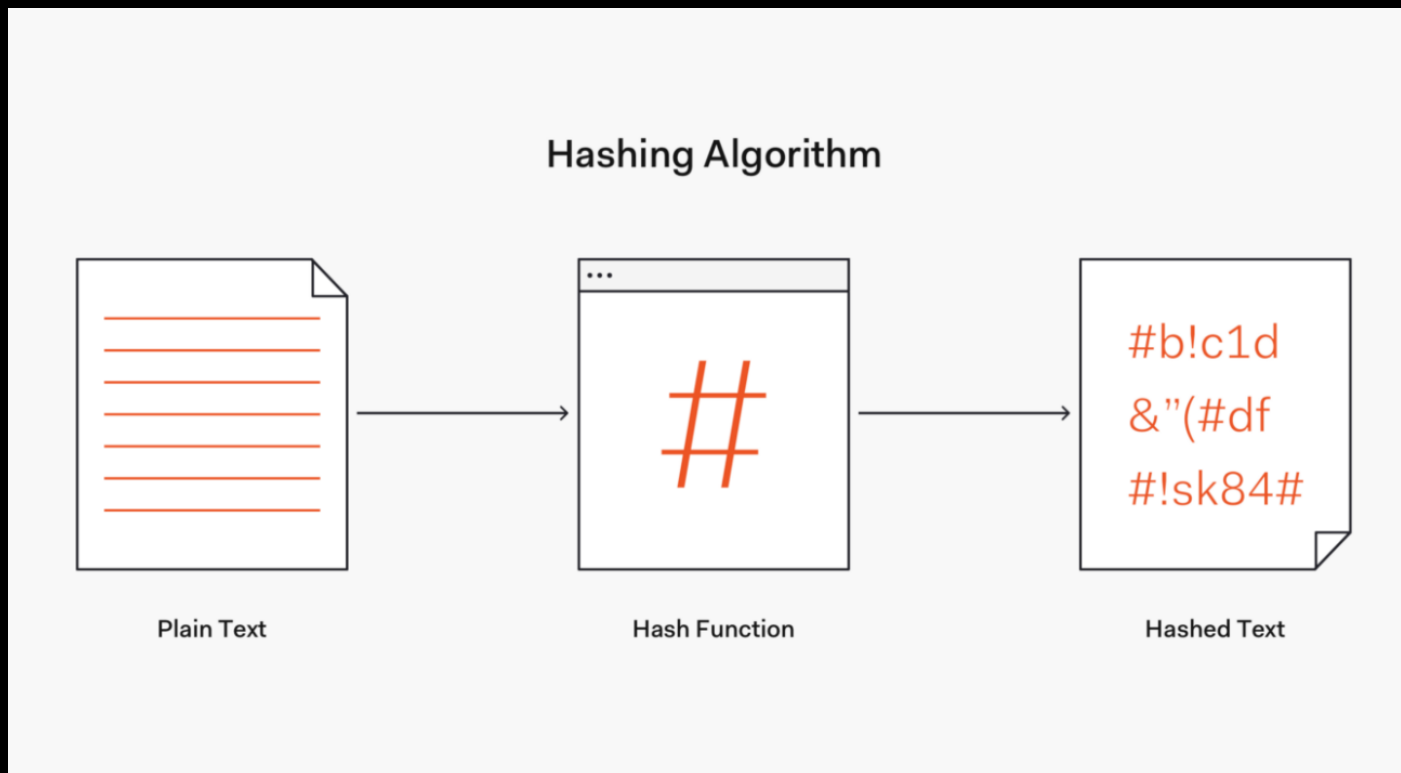 Hashing Algorithm
#
#b!c1d
&”(#df
#!sk84#
Plain Text
Hash Function
Hashed Text